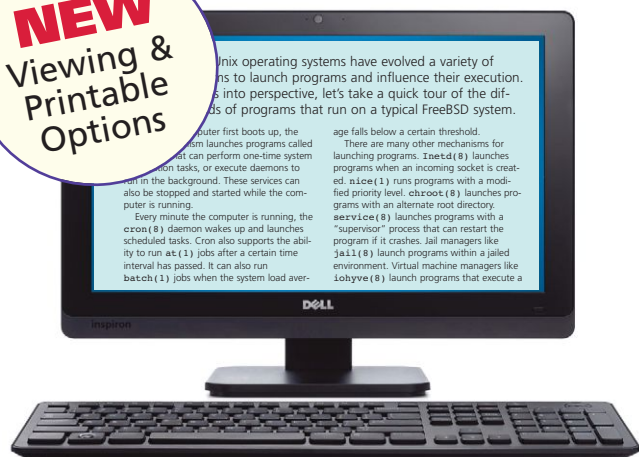 NEW
Viewing &
Printable
Options
Unix operating systems have evolved a variety of
to launch programs and influence their execution.
into perspective, let's take a quick tour of the dif-
of programs that run on a typical FreeBSD system.
first boots up, the
launches programs called
can perform one-time system
tasks, or execute daemons to
run in the background. These services can
also be stopped and started while the com-
puter is running.
Every minute the computer is running, the
cron(8) daemon wakes up and launches
scheduled tasks. Cron also supports the abil-
ity to run at(1) jobs after a certain time
interval has passed. It can also run
batch(1) jobs when the system load aver-
age falls below a certain threshold.
There are many other mechanisms for
launching programs. Inetd(8) launches
programs when an incoming socket is creat-
ed. nice(1) runs programs with a modi-
fied priority level. chroot(8) launches pro-
grams with an alternate root directory.
service(8) launches programs with a
"supervisor" process that can restart the
program if it crashes. Jail managers like
jail(8) launch programs within a jailed
environment. Virtual machine managers like
iohyve(8) launch programs that execute a
DELL
inspiron